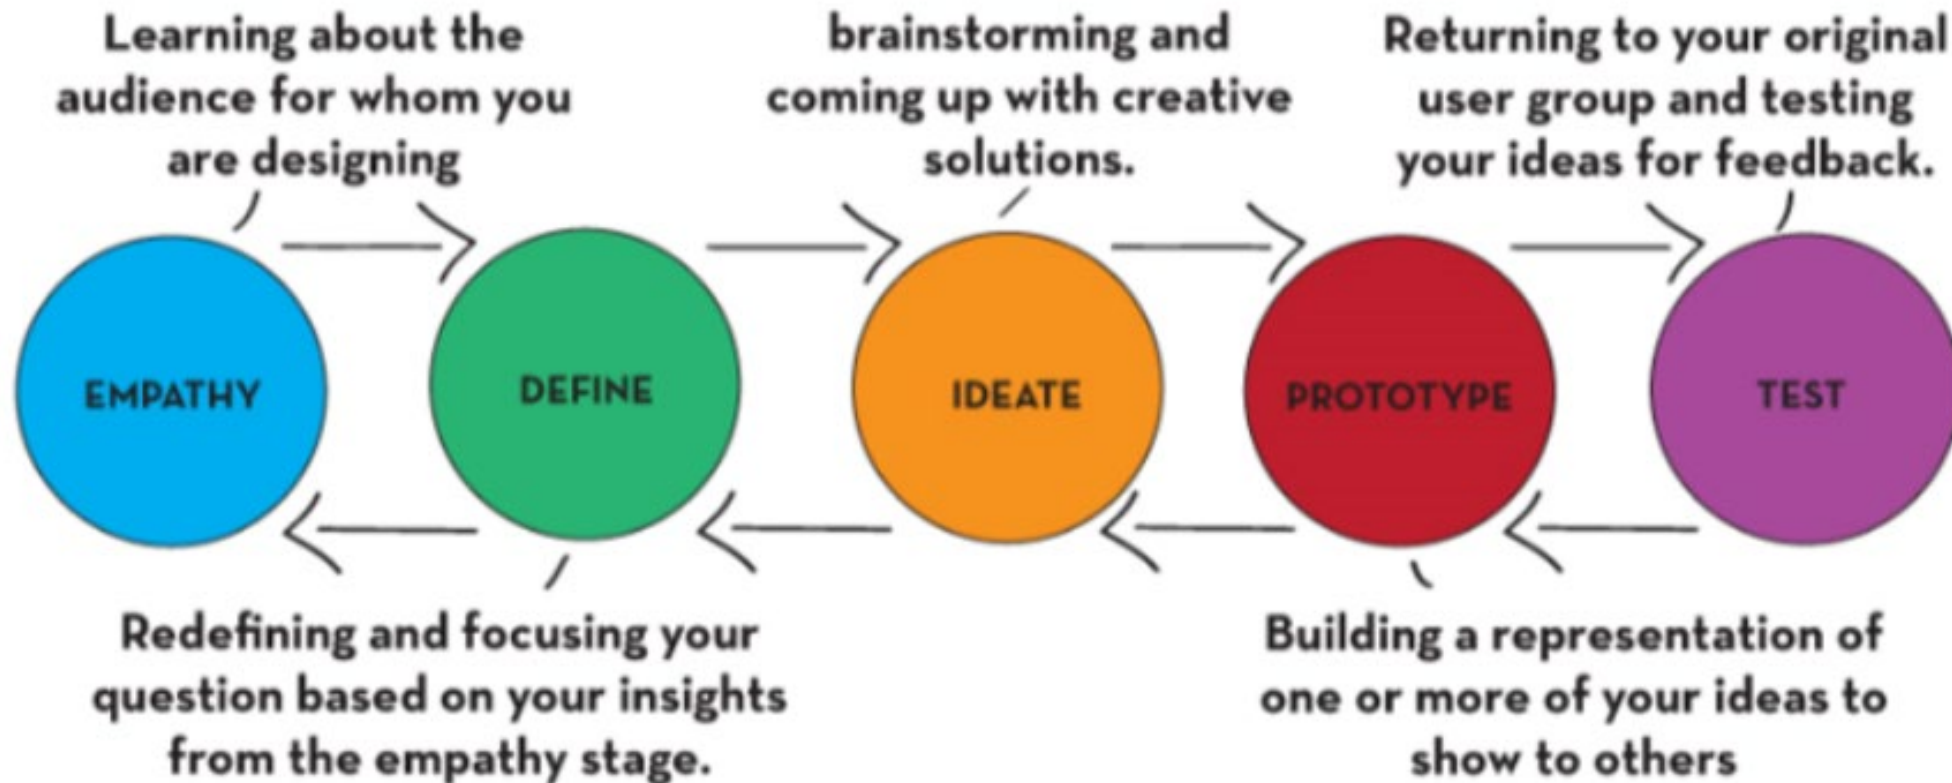 Learning about the
audience for whom you
are designing
brainstorming and
coming up with creative
solutions.
Returning to your original
user group and testing
your ideas for feedback.
EMPATHY
DEFINE
IDEATE
PROTOTYPE
TEST
Redefining and focusing your
question based on your insights
from the empathy stage.
Building a representation of
one or more of your ideas to
show to others